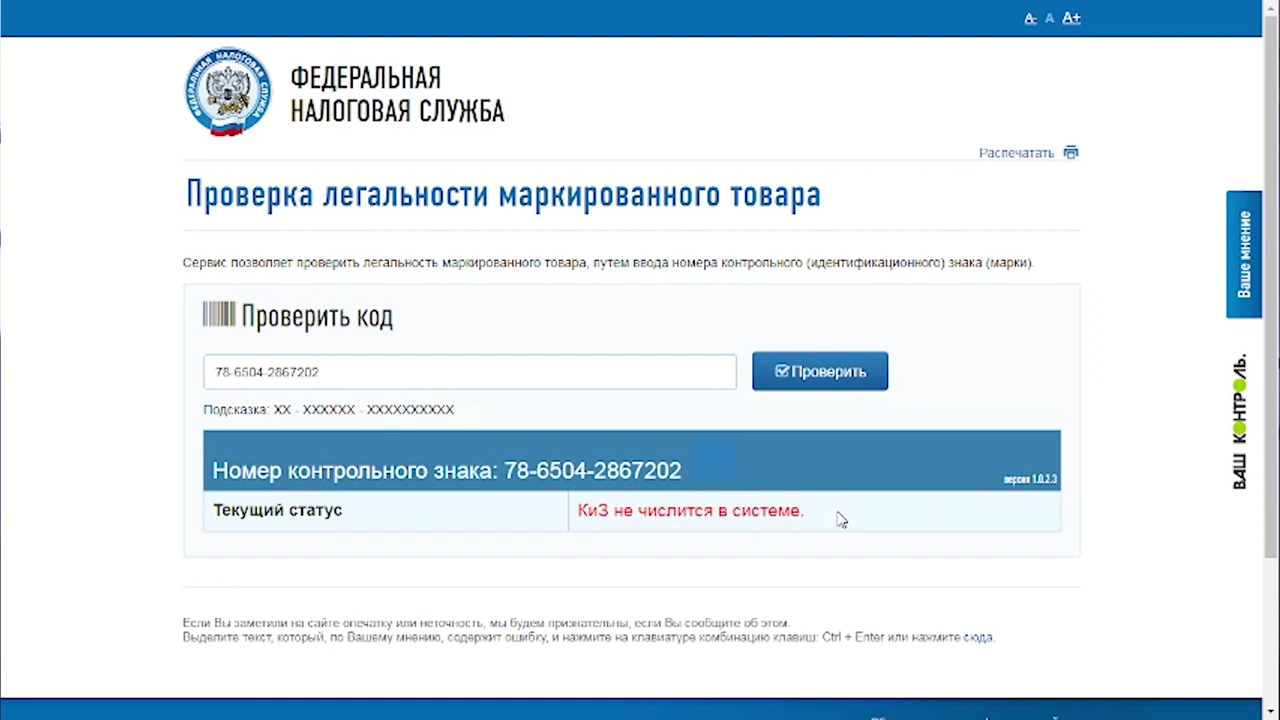 A- A A+
ФЕДЕРАЛЬНАЯ НАЛОГОВАЯ СЛУЖБА
ФЕДЕРАЛЬНАЯ
НАЛОГОВАЯ СЛУЖБА
Распечатать
Проверка легальности маркированного товара
Сервис позволяет проверить легальность маркированного товара, путем ввода номера контрольного (идентификационного) знака (марки).
Проверить код
78-6504-2867202
Проверить
Подсказка: XX - XXXXXX - XXXXXXXXXX
Номер контрольного знака: 78-6504-2867202
версия 1.0.2.3
Текущий статус
КиЗ не числится в системе.
Ваше мнение
ВАШ КОНТРОЛЬ.
Если Вы заметили на сайте опечатку или неточность, мы будем признательны, если Вы сообщите об этом.
Выделите текст, который, по Вашему мнению, содержит ошибку, и нажмите на клавиатуре комбинацию клавиш: Ctrl + Enter или нажмите сюда.